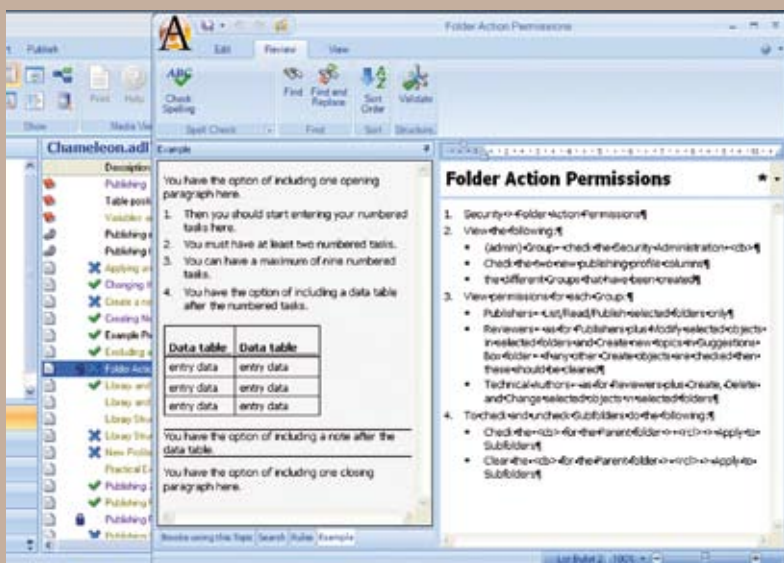 Folder Action Permissions
Publish
Edit
Review
View
Print
Help
Check
Spelling
Find
Find and
Replace
Sort
Order
Validate
Show
Spell Check
Find
Sort
Structure
Chameleon.adl
Description
Publishing
Table
Publishing
Publishing
Applying
Changing
Create a
Creating
Example
Excluding a
Folder Actio
Library and
Library and
Library Stru
Library Stru
New
Practical E
Publishing
Publishing
Publishing
Example
You have the option of including one opening
paragraph here.
1. Then you should start entering your numbered
tasks here.
2. You must have at least two numbered tasks.
3. You can have a maximum of nine numbered
tasks.
4. You have the option of including a data table
after the numbered tasks.
Data table Data table
entry data entry data
entry data entry data
entry data entry data
You have the option of including a note after the
data table.
You have the option of including one closing
paragraph here.
Books using this Topic
Search
Rules
Example
Folder Action Permissions
1. Security<>Folder·Action·Permissions¶
2. View·the·following:¶
• (admin)·Group·-·check·the·Security·Administration·<cb>¶
• Check·the·two·new·publishing·profile·columns¶
• the·different·Groups·that·have·been·created¶
3. View·permissions·for·each·Group:¶
• Publishers·-·List/Read/Publish·selected·folders·only¶
• Reviewers·-·as·for·Publishers·plus·Modify·selected·objects·
in·selected·folders·and·Create·new·topics·in·Suggestions·
Box·folder·-·if·any·other·Create·objects·are·checked·then·
these·should·be·cleared¶
• Technical·Authors·-·as·for·Reviewers·plus·Create,·Delete·
and·Change·selected·objects·in·selected·folders¶
4. To·check·and·uncheck·Subfolders·do·the·following:¶
• Check·the·<cb>·for·the·Parent·folder·<>·<rcl>·<>·Apply·to·
Subfolders¶
• Clear·the·<cb>·for·the·Parent·folder·<>·<rcl>·<>·Apply·to·
Subfolders¶
List Bullet 2
100%